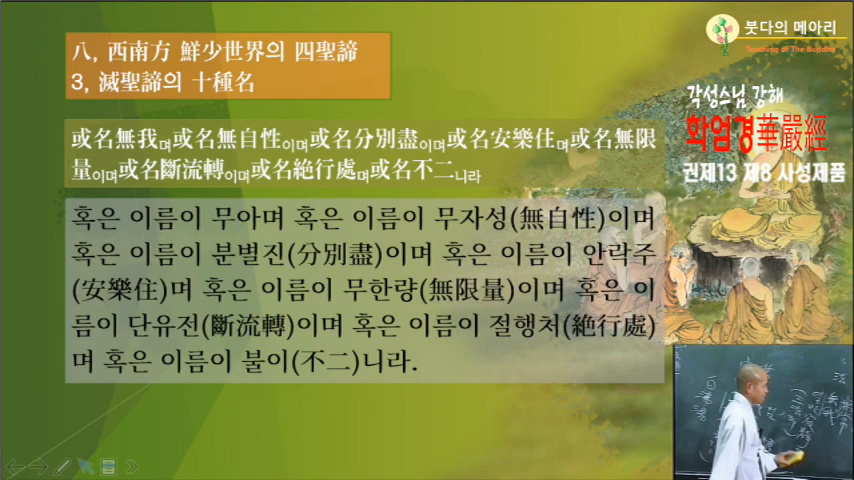 八, 西南方 鮮少世界의 四聖諦
3, 滅聖諦의 十種名
或名無我며或名無自性이며或名分別盡이며或名安樂住며或名無限
量이며或名斷流轉이며或名絶行處며或名不二니라
혹은 이름이 무아며 혹은 이름이 무자성(無自性)이며
혹은 이름이 분별진(分別盡)이며 혹은 이름이 안락주
(安樂住)며 혹은 이름이 무한량(無限量)이며 혹은 이
름이 단유전(斷流轉)이며 혹은 이름이 절행처(絶行處)
며 혹은 이름이 불이(不二)니라.
붓다의 메아리
Teaching of The Buddha
각성스님 강해
화엄경華嚴經
권제13 제8 사성제품